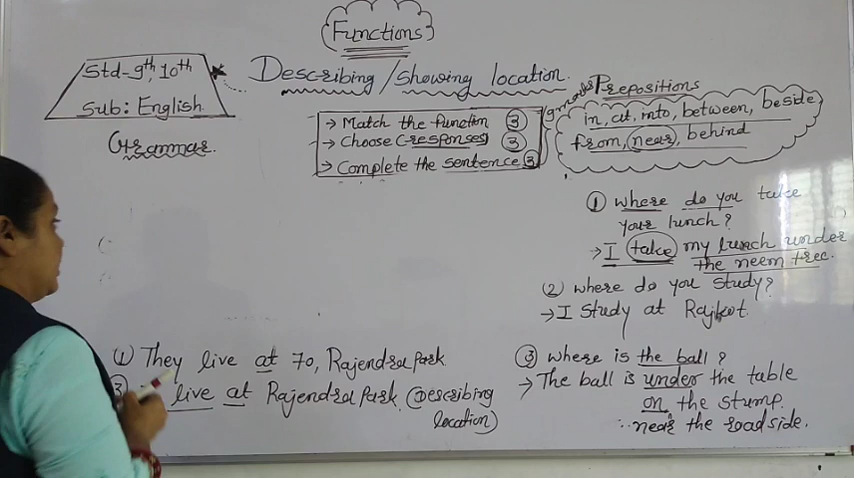 Functions
Std-9th, 10th
Sub: English
Grammar
Describing/showing location.
→ Match the function ③
→ Choose (responses) ③
→ Complete the sentence ③
9 marks
Prepositions
in, at, into, between, beside
from, near, behind
① where do you take
your lunch?
→ I take my lunch under
the neem tree.
② where do you study?
→ I study at Rajkot.
③ where is the ball?
→ The ball is under the table
on the stump.
near the roadside.
① They live at 70, Rajendra Park
live at Rajendra Park. (Describing
location)